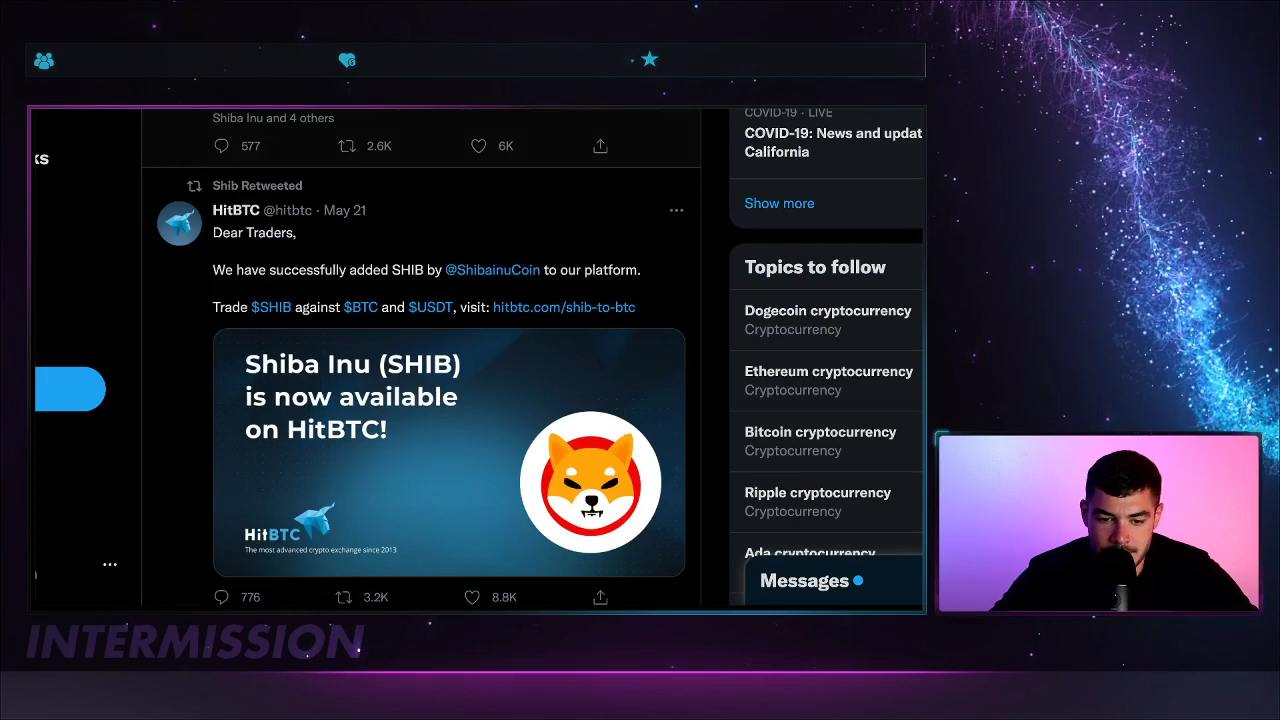 Shiba Inu and 4 others
577 2.6K 6K
ks
Shib Retweeted
HitBTC @hitbtc · May 21
Dear Traders,
We have successfully added SHIB by @ShibainuCoin to our platform.
Trade $SHIB against $BTC and $USDT, visit: hitbtc.com/shib-to-btc
Shiba Inu (SHIB)
is now available
on HitBTC!
HitBTC
The most advanced crypto exchange since 2013
776 3.2K 8.8K
COVID-19 · LIVE
COVID-19: News and updat
California
Show more
Topics to follow
Dogecoin cryptocurrency
Cryptocurrency
Ethereum cryptocurrency
Cryptocurrency
Bitcoin cryptocurrency
Cryptocurrency
Ripple cryptocurrency
Cryptocurrency
Ada cryptocurrency
Messages
INTERMISSION